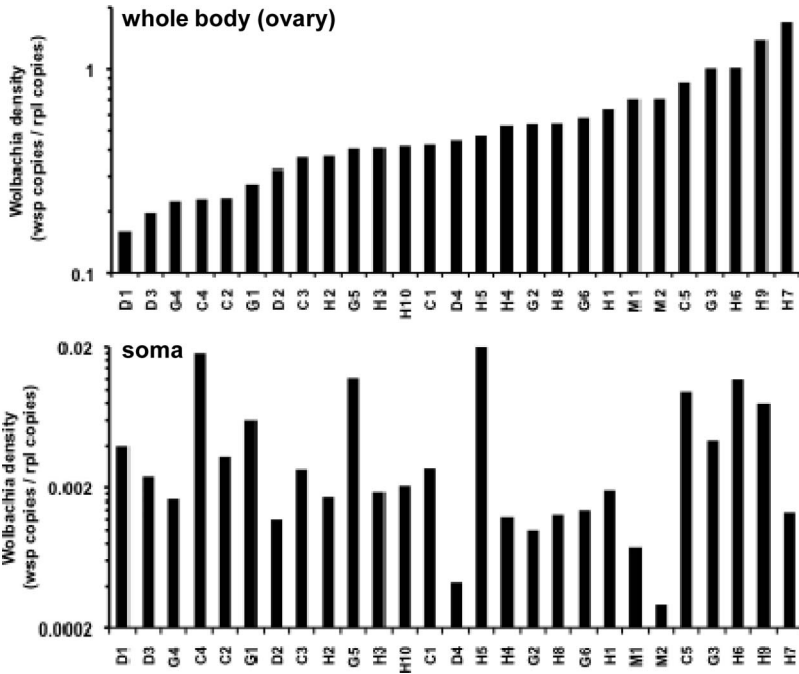 whole body (ovary)
Wolbachia density
(wsp copies / rpl copies)
1
0.1
D1 D3 G4 C4 C2 G1 D2 C3 H2 G5 H3 H10 C1 D4 H5 H4 G2 H8 G6 H1 M1 M2 C5 G3 H6 H9 H7
soma
Wolbachia density
(wsp copies / rpl copies)
0.02
0.002
0.0002
D1 D3 G4 C4 C2 G1 D2 C3 H2 G5 H3 H10 C1 D4 H5 H4 G2 H8 G6 H1 M1 M2 C5 G3 H6 H9 H7